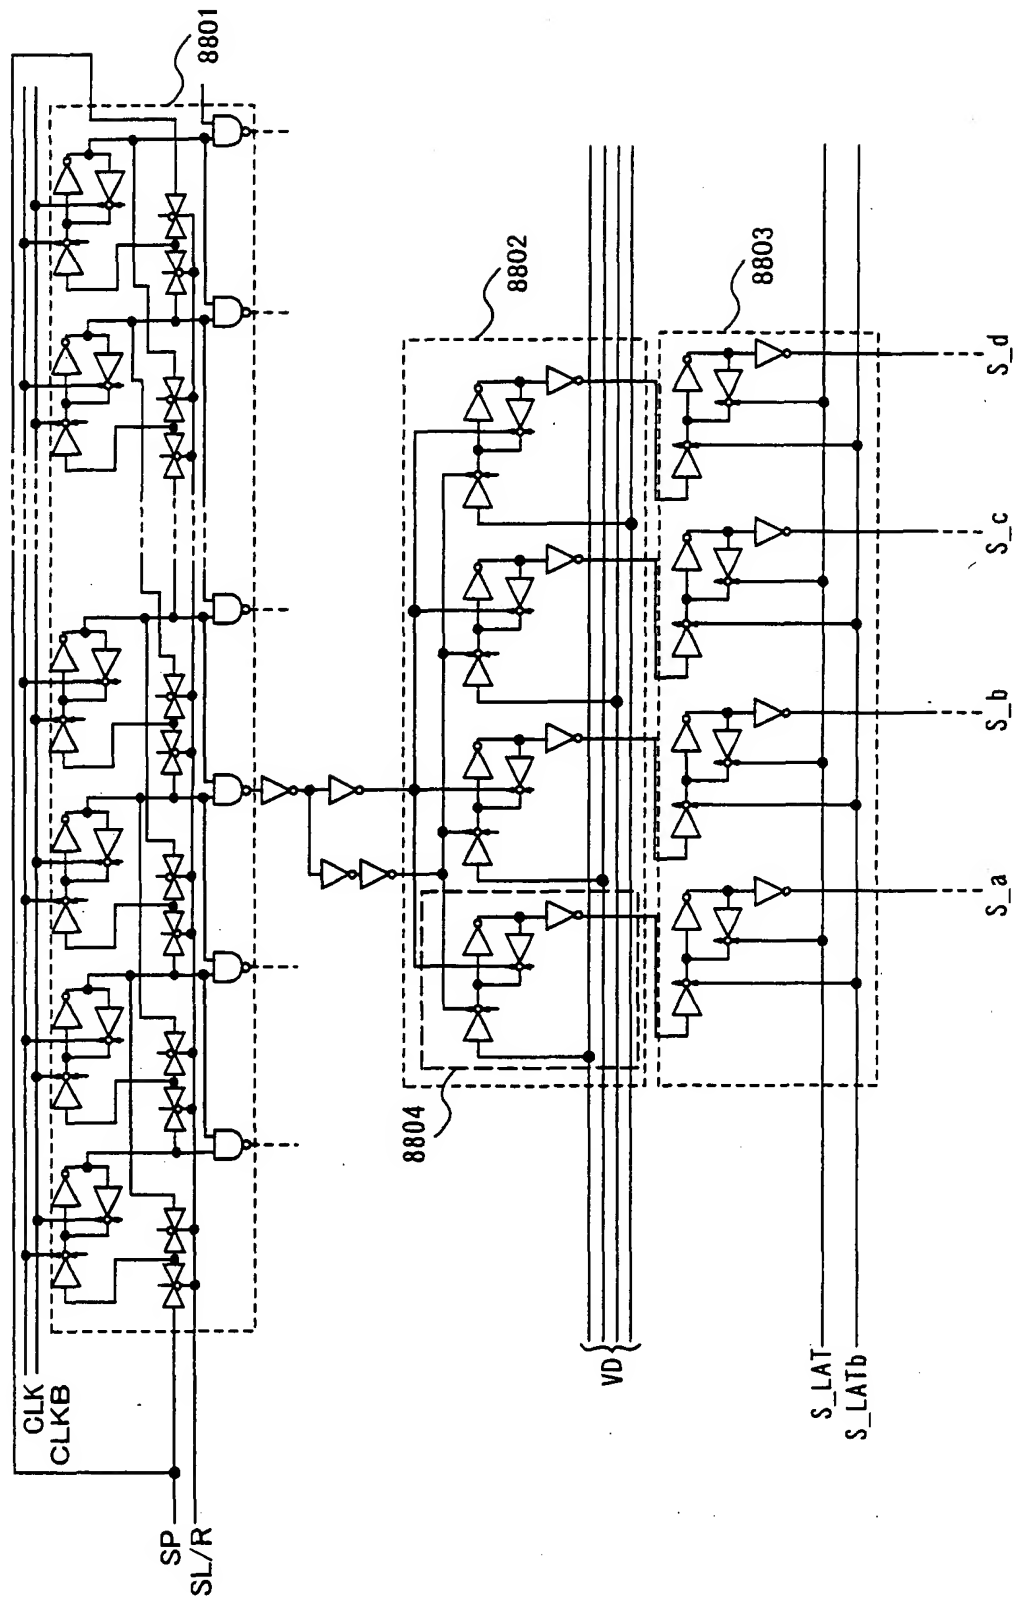 CLK
CLKB
SP
SL/R
8801
8802
8803
8804
VD
S_LAT
S_LATb
S_a
S_b
S_c
S_d